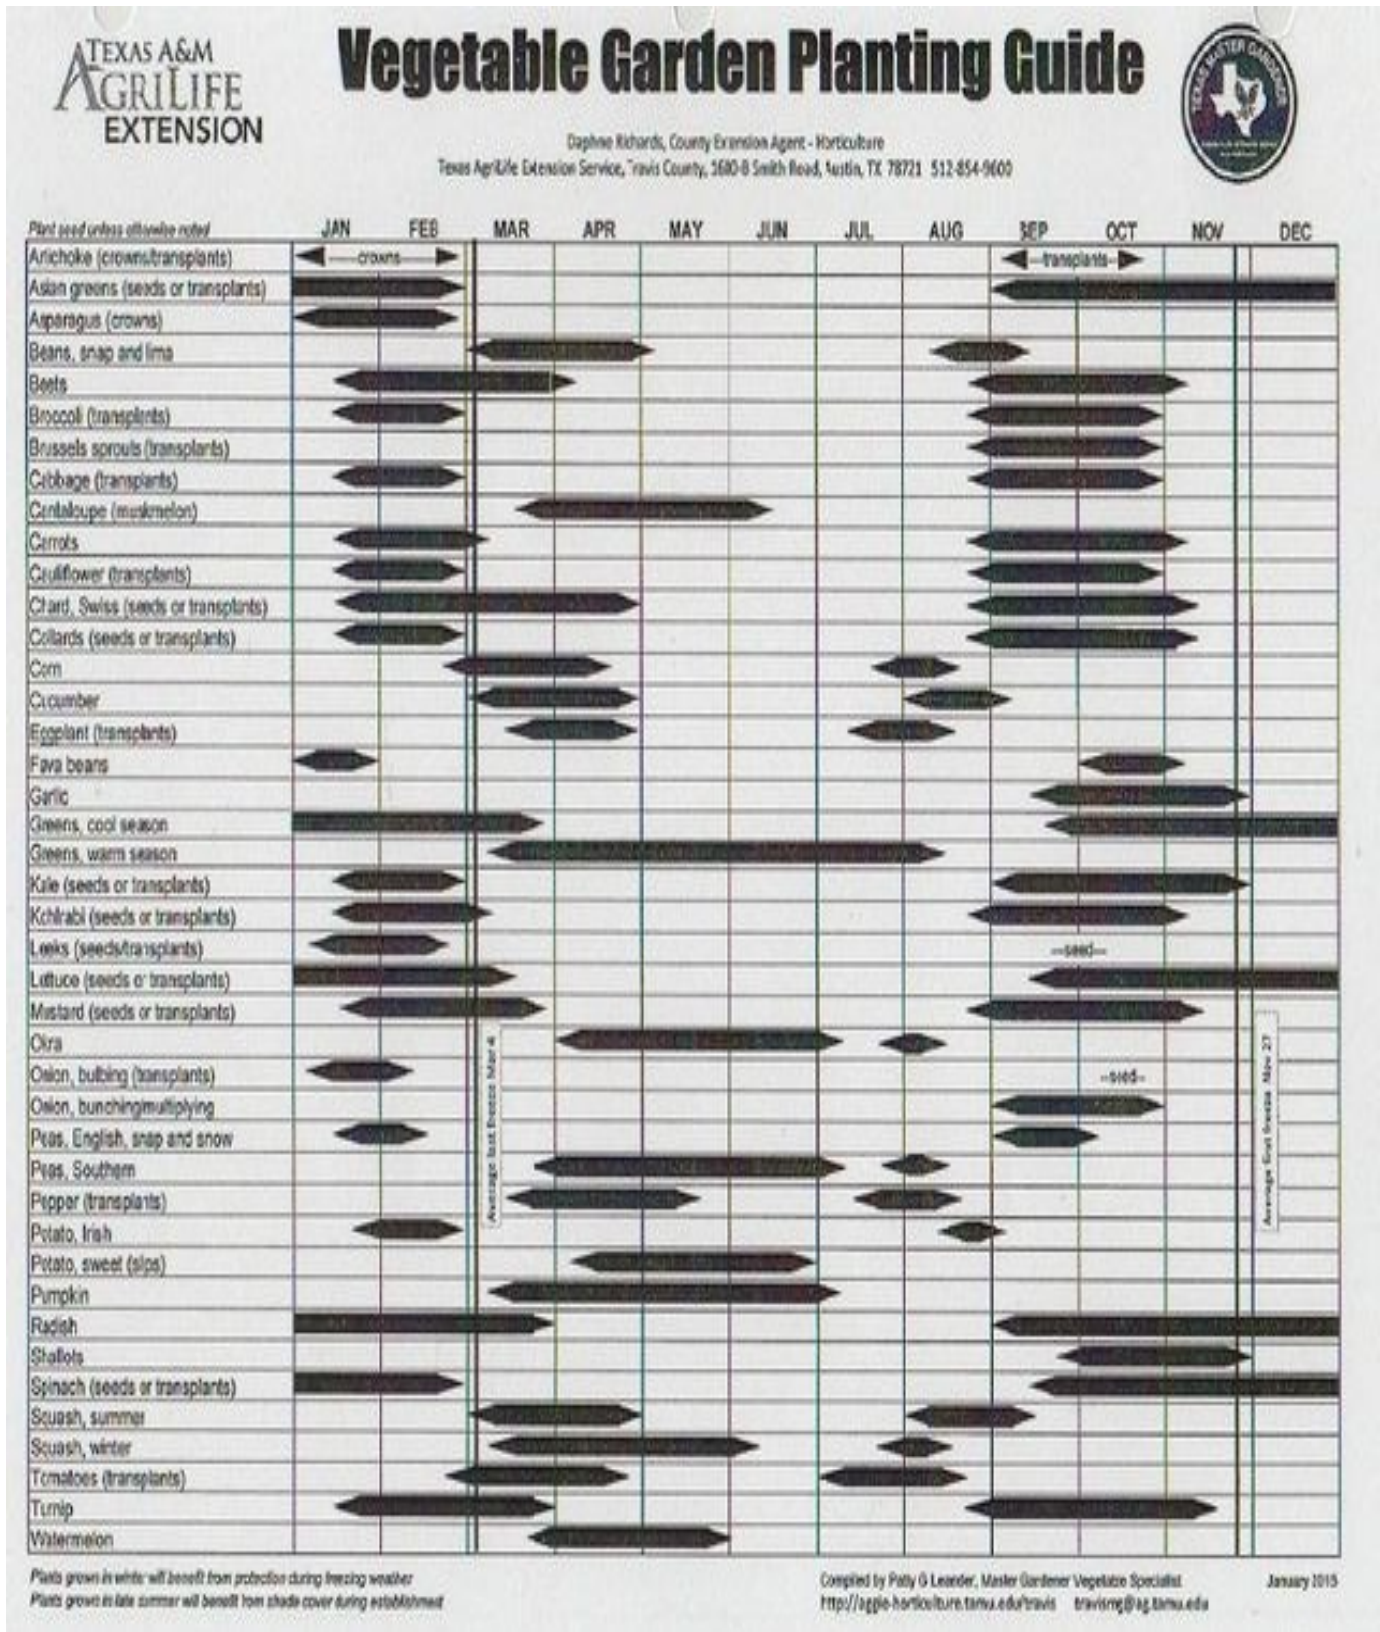 TEXAS A&M
AGRILIFE
EXTENSION
Vegetable Garden Planting Guide
TEXAS MASTER GARDENER
Daphne Richards, County Extension Agent - Horticulture
Texas AgriLife Extension Service, Travis County, 1600-B Smith Road, Austin, TX 78721 512-854-9600
Plant seed unless otherwise noted JAN FEB MAR APR MAY JUN JUL AUG SEP OCT NOV DEC
Artichoke (crowns/transplants) crowns transplants
Asian greens (seeds or transplants)
Asparagus (crowns)
Beans, snap and lima
Beets
Broccoli (transplants)
Brussels sprouts (transplants)
Cabbage (transplants)
Cantaloupe (muskmelon)
Carrots
Cauliflower (transplants)
Chard, Swiss (seeds or transplants)
Collards (seeds or transplants)
Corn
Cucumber
Eggplant (transplants)
Fava beans
Garlic
Greens, cool season
Greens, warm season
Kale (seeds or transplants)
Kohlrabi (seeds or transplants)
Leeks (seeds/transplants) --seed--
Lettuce (seeds or transplants)
Mustard (seeds or transplants)
Okra
Onion, bulbing (transplants) --seed--
Onion, bunching/multiplying
Peas, English, snap and snow
Peas, Southern
Pepper (transplants)
Potato, Irish
Potato, sweet (slips)
Pumpkin
Radish
Shallots
Spinach (seeds or transplants)
Squash, summer
Squash, winter
Tomatoes (transplants)
Turnip
Watermelon
Average last freeze Mar 4
Average first freeze Nov 27
Plants grown in winter will benefit from protection during freezing weather
Plants grown in late summer will benefit from shade cover during establishment
Compiled by Patty G Leander, Master Gardener Vegetable Specialist January 2015
http://aggie-horticulture.tamu.edu/travis travismg@ag.tamu.edu